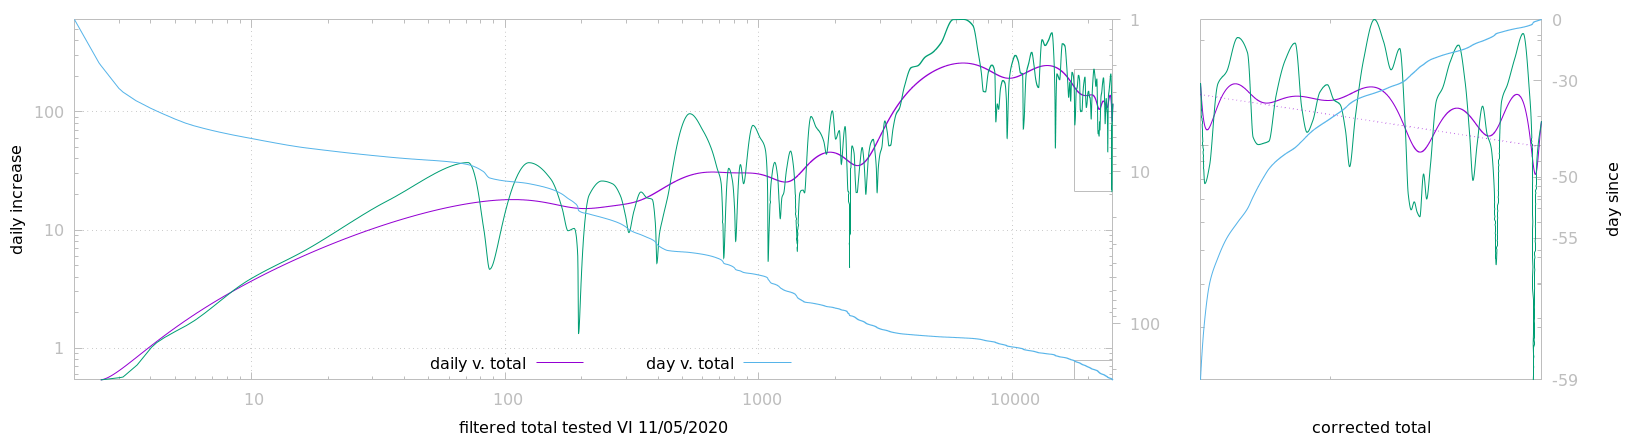 daily increase
100
10
1
10
100
1000
10000
1
10
100
daily v. total
day v. total
filtered total tested VI 11/05/2020
0
-30
-50
-55
-59
day since
corrected total